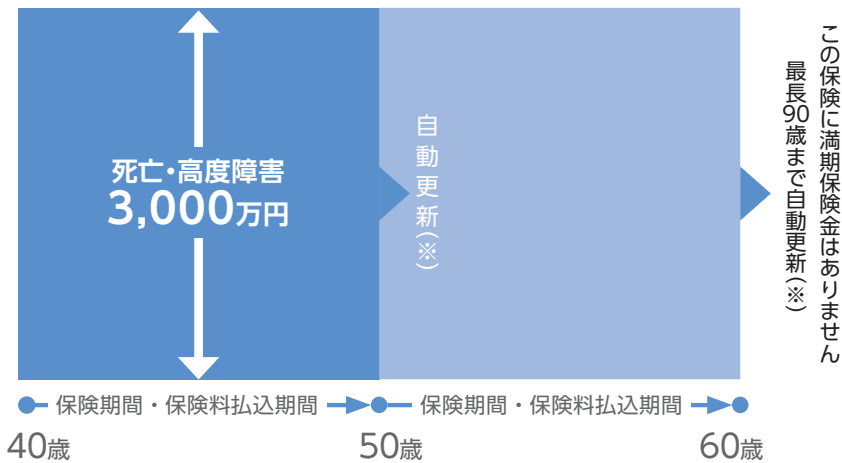 死亡・高度障害
3,000万円
自動更新(※)
この保険に満期保険金はありません
最長90歳まで自動更新(※)
保険期間・保険料払込期間
保険期間・保険料払込期間
40歳
50歳
60歳